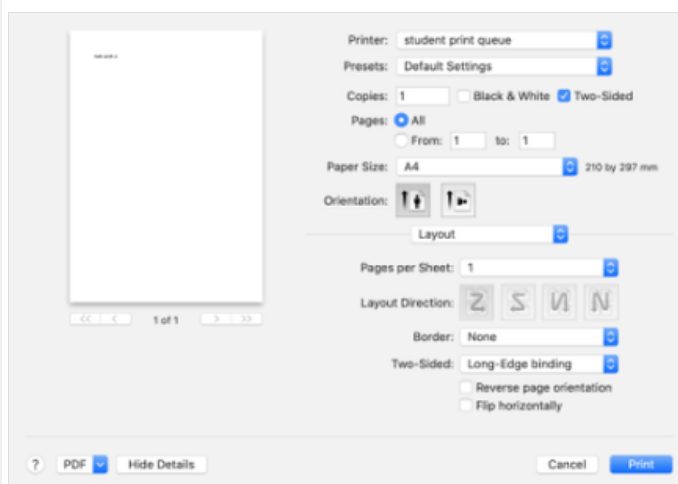 Printer: student print queue
Presets: Default Settings
Copies: 1 Black & White Two-Sided
Pages: All
From: 1 to: 1
Paper Size: A4 210 by 297 mm
Orientation:
Layout
Pages per Sheet: 1
Layout Direction:
1 of 1
Border: None
Two-Sided: Long-Edge binding
Reverse page orientation
Flip horizontally
? PDF Hide Details Cancel Print